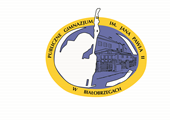 PUBLICZNE GIMNAZJUM IM. JANA PAWŁA II
W BIAŁOBRZEGACH